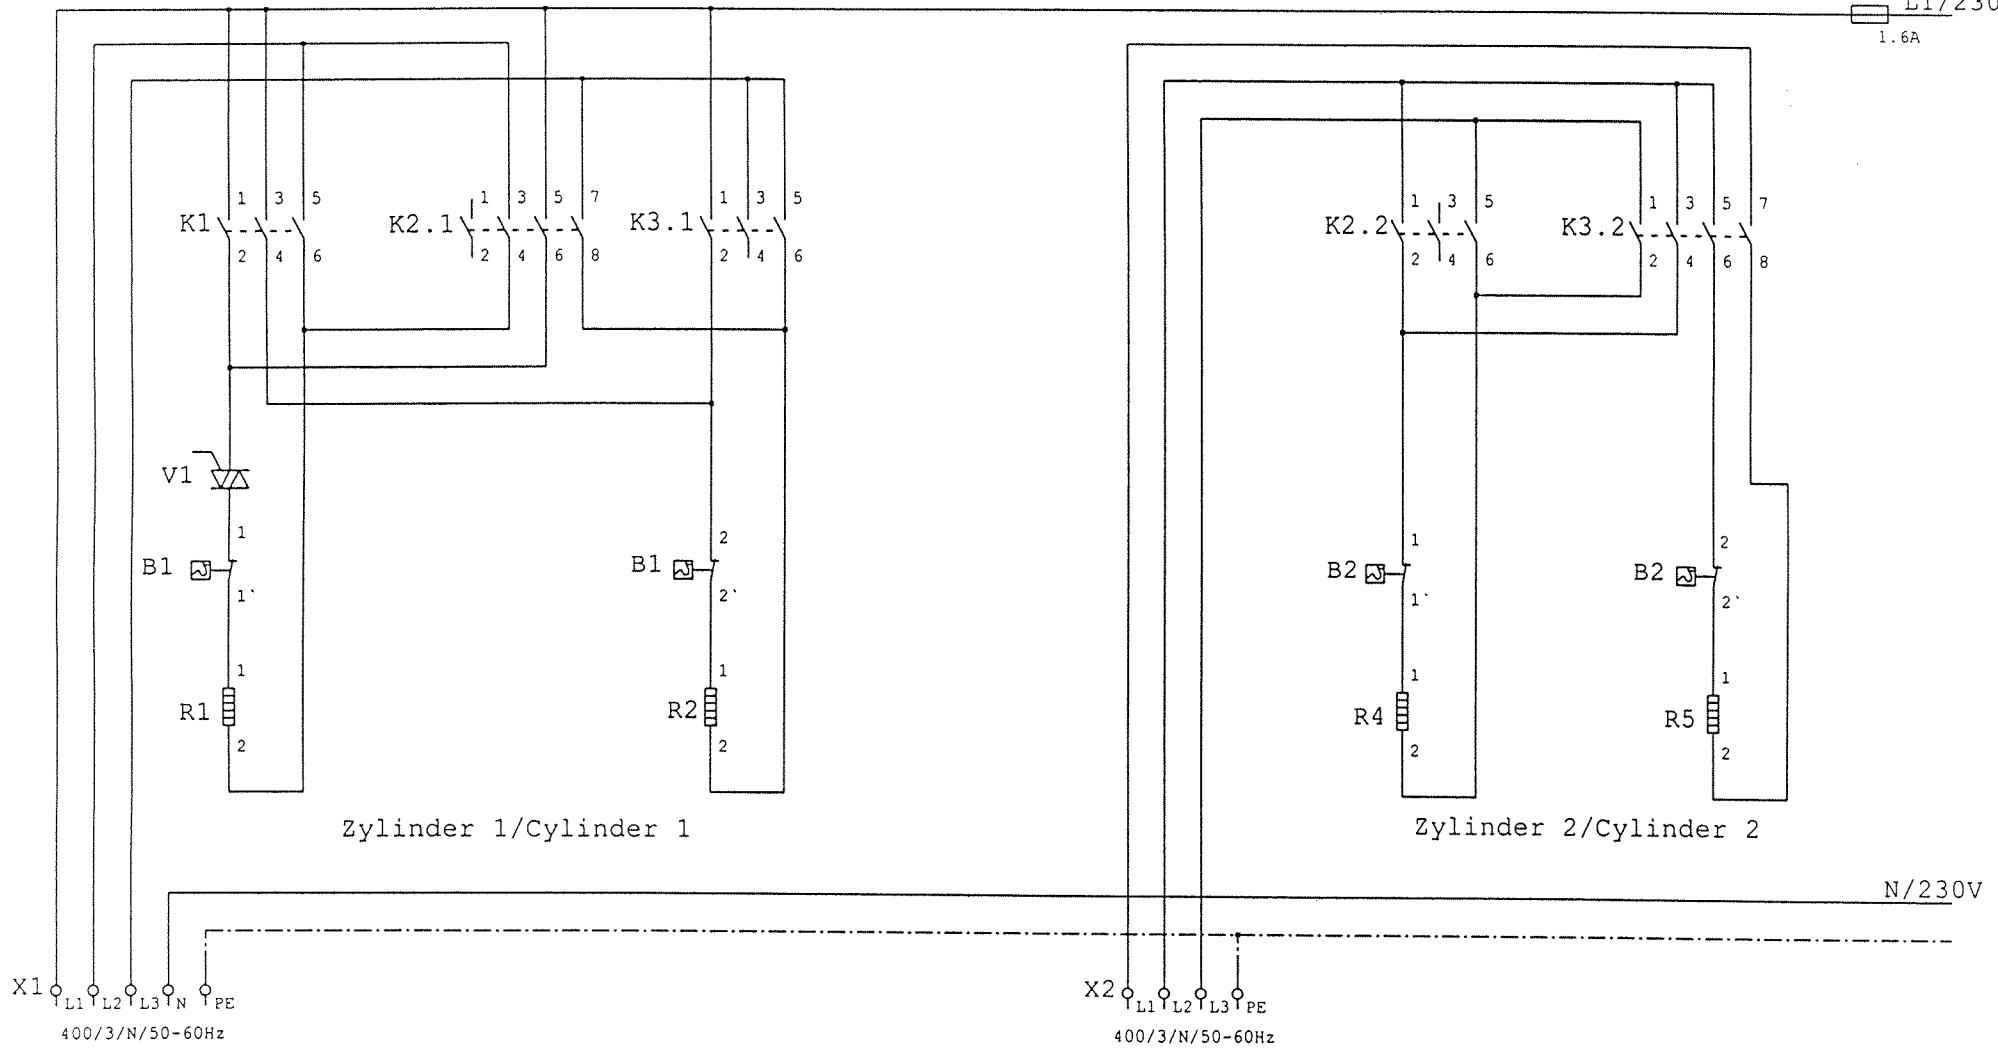 L1/230
1.6A
1 3 5 1 3 5 7 1 3 5
K1 K2.1 K3.1
2 4 6 2 4 6 8 2 4 6
1 3 5 1 3 5 7
K2.2 K3.2
2 4 6 2 4 6 8
V1
1 2 1 2
B1 B1 B2 B2
1` 2` 1` 2`
1 1 1 1
R1 R2 R4 R5
2 2 2 2
Zylinder 1/Cylinder 1 Zylinder 2/Cylinder 2
N/230V
X1 L1 L2 L3 N PE X2 L1 L2 L3 PE
400/3/N/50-60Hz 400/3/N/50-60Hz